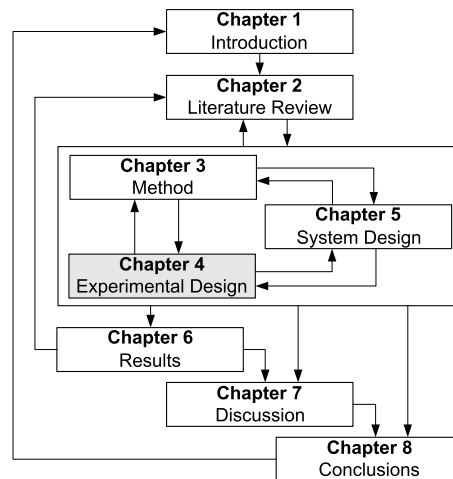 Chapter 1
Introduction
Chapter 2
Literature Review
Chapter 3
Method
Chapter 5
System Design
Chapter 4
Experimental Design
Chapter 6
Results
Chapter 7
Discussion
Chapter 8
Conclusions